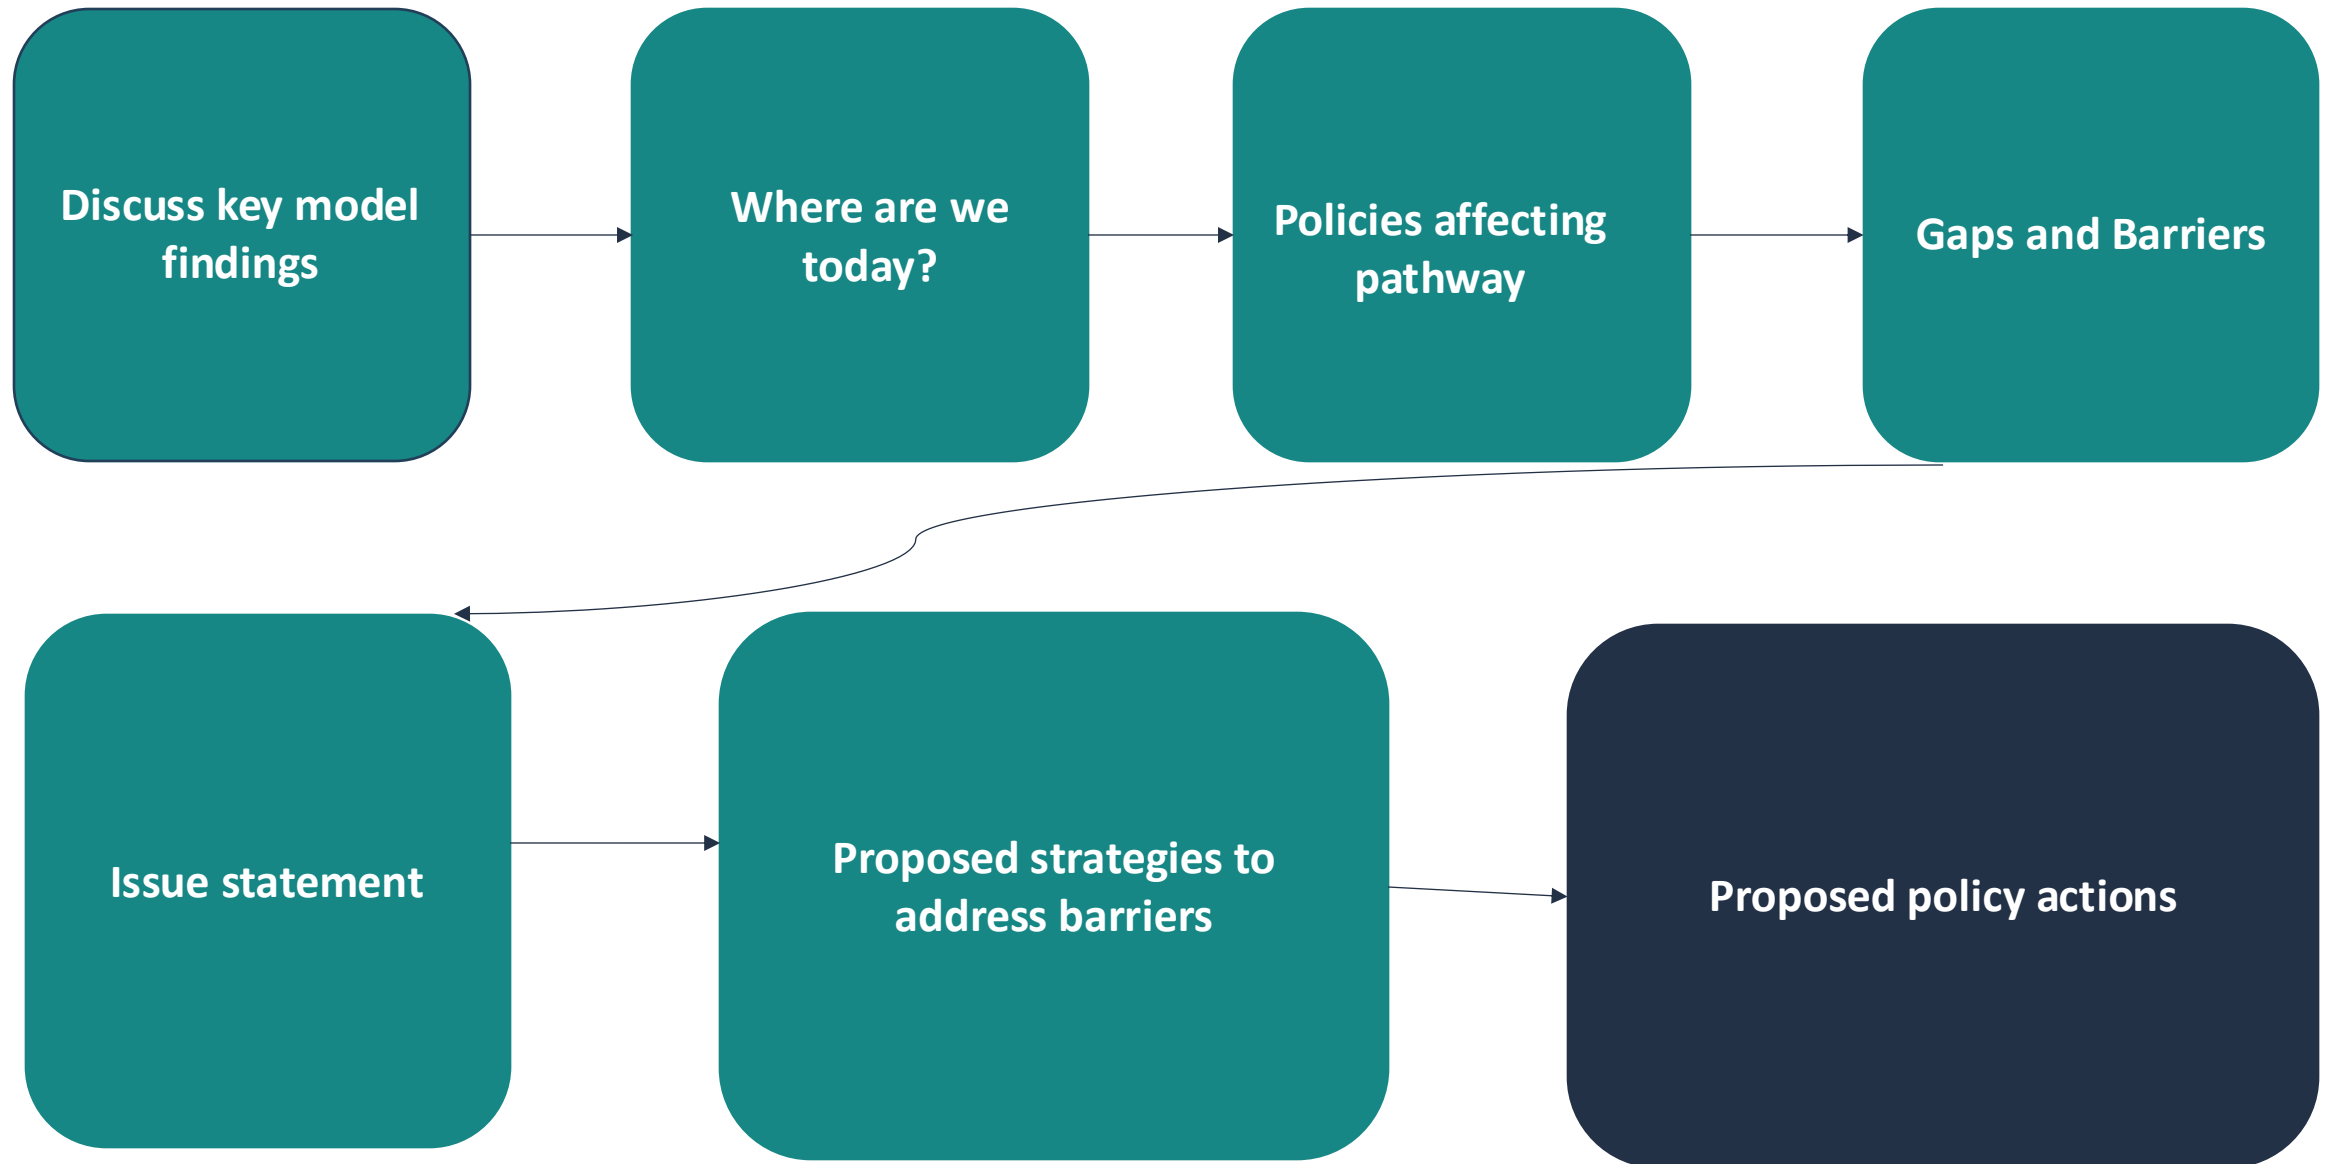 Discuss key model
findings
Where are we
today?
Policies affecting
pathway
Gaps and Barriers
Issue statement
Proposed strategies to
address barriers
Proposed policy actions